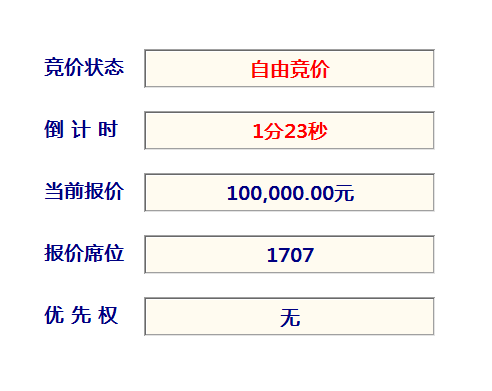 竞价状态 自由竞价
倒 计 时 1分23秒
当前报价 100,000.00元
报价席位 1707
优 先 权 无